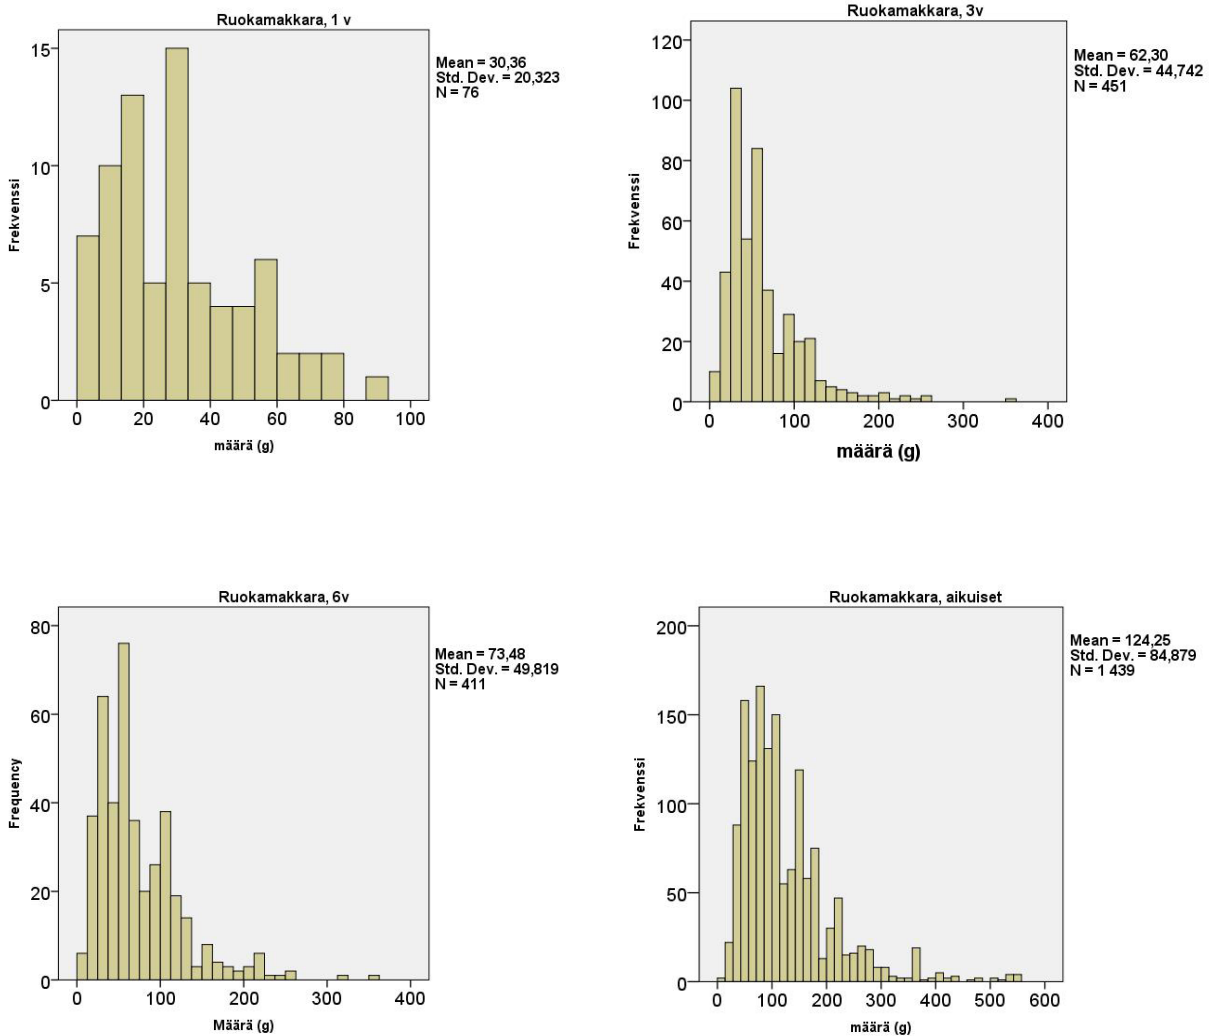 Ruokamakkara, 1 v
Mean = 30,36
Std. Dev. = 20,323
N = 76
Frekvenssi
15
10
5
0
0 20 40 60 80 100
määrä (g)
Ruokamakkara, 3v
Mean = 62,30
Std. Dev. = 44,742
N = 451
Frekvenssi
120
100
80
60
40
20
0
0 100 200 300 400
määrä (g)
Ruokamakkara, 6v
Mean = 73,48
Std. Dev. = 49,819
N = 411
Frequency
80
60
40
20
0
0 100 200 300 400
Määrä (g)
Ruokamakkara, aikuiset
Mean = 124,25
Std. Dev. = 84,879
N = 1 439
Frekvenssi
200
150
100
50
0
0 100 200 300 400 500 600
määrä (g)